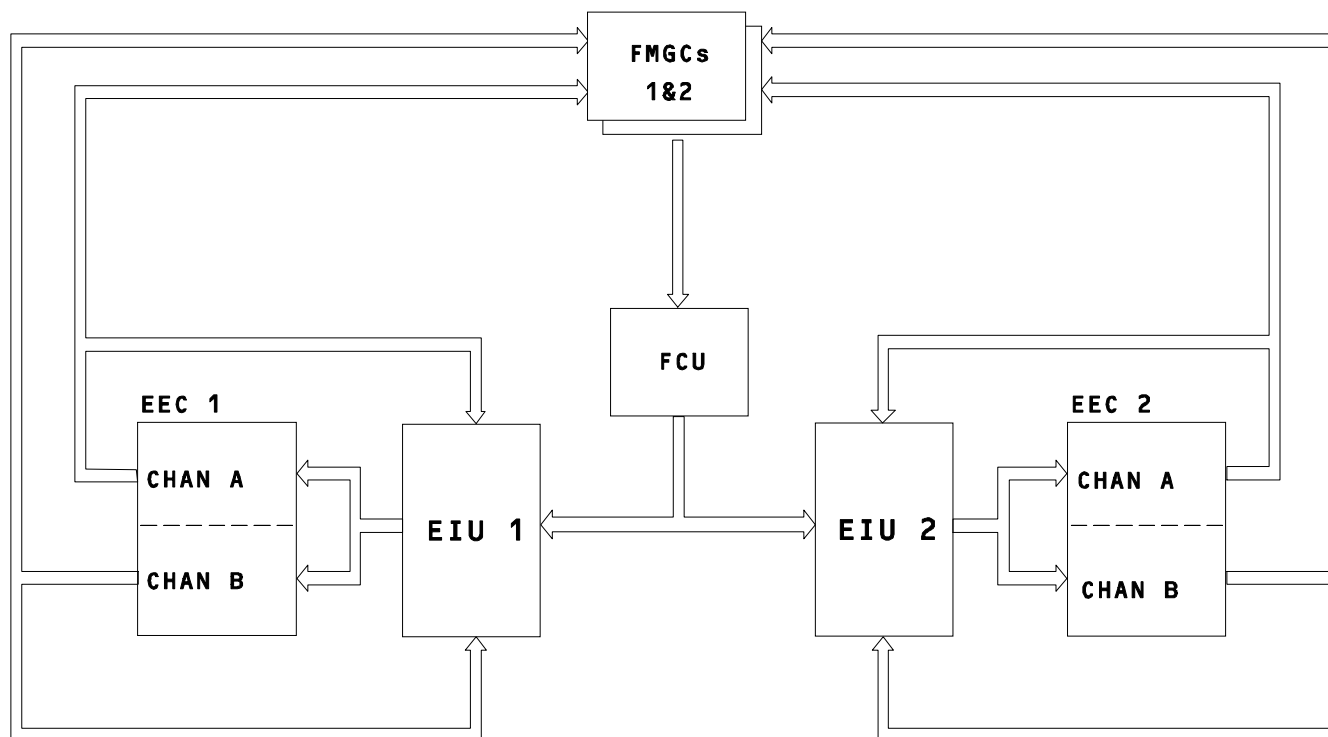 FMGCs
1&2
FCU
EEC 1
EEC 2
CHAN A
CHAN A
EIU 1
EIU 2
CHAN B
CHAN B